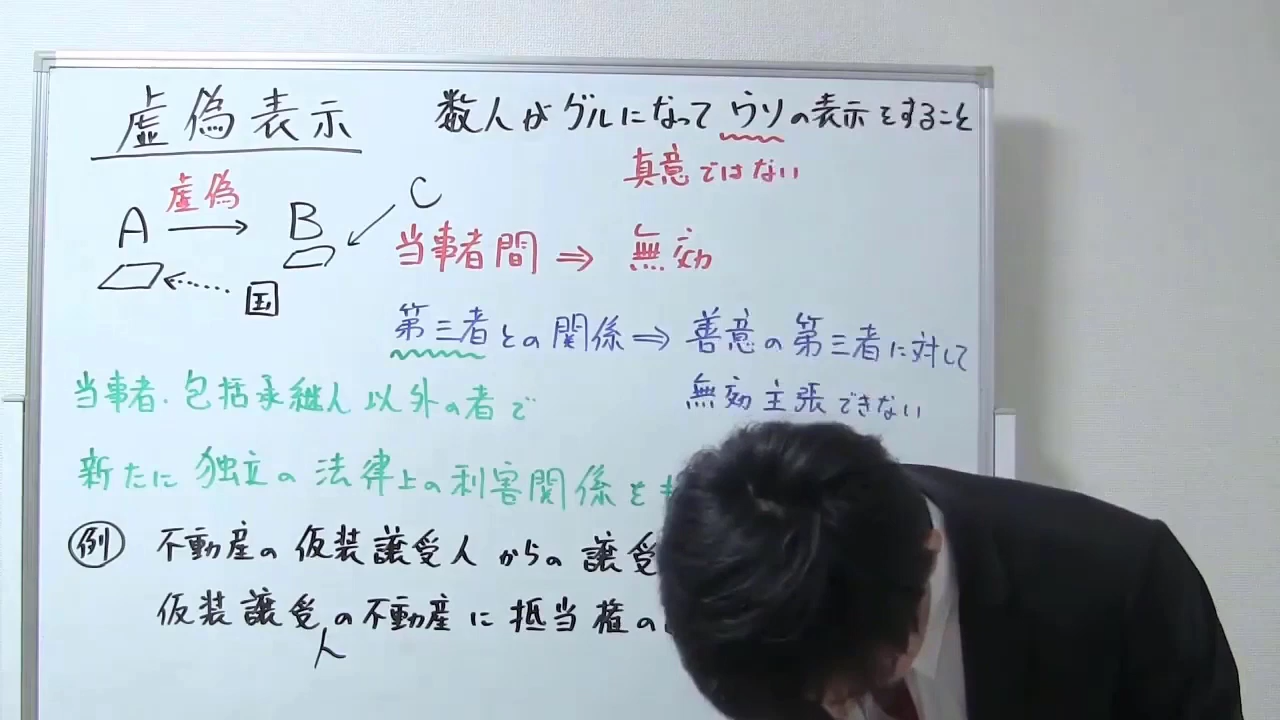 虚偽表示
数人がグルになってウソの表示をすること
真意ではない
虚偽
A → B
C
国
当事者間 ⇒ 無効
第三者との関係 ⇒ 善意の第三者に対して
無効主張できない
当事者・包括承継人以外の者で
新たに独立の法律上の利害関係を
例 不動産の仮装譲受人からの譲受
仮装譲受人の不動産に抵当権の